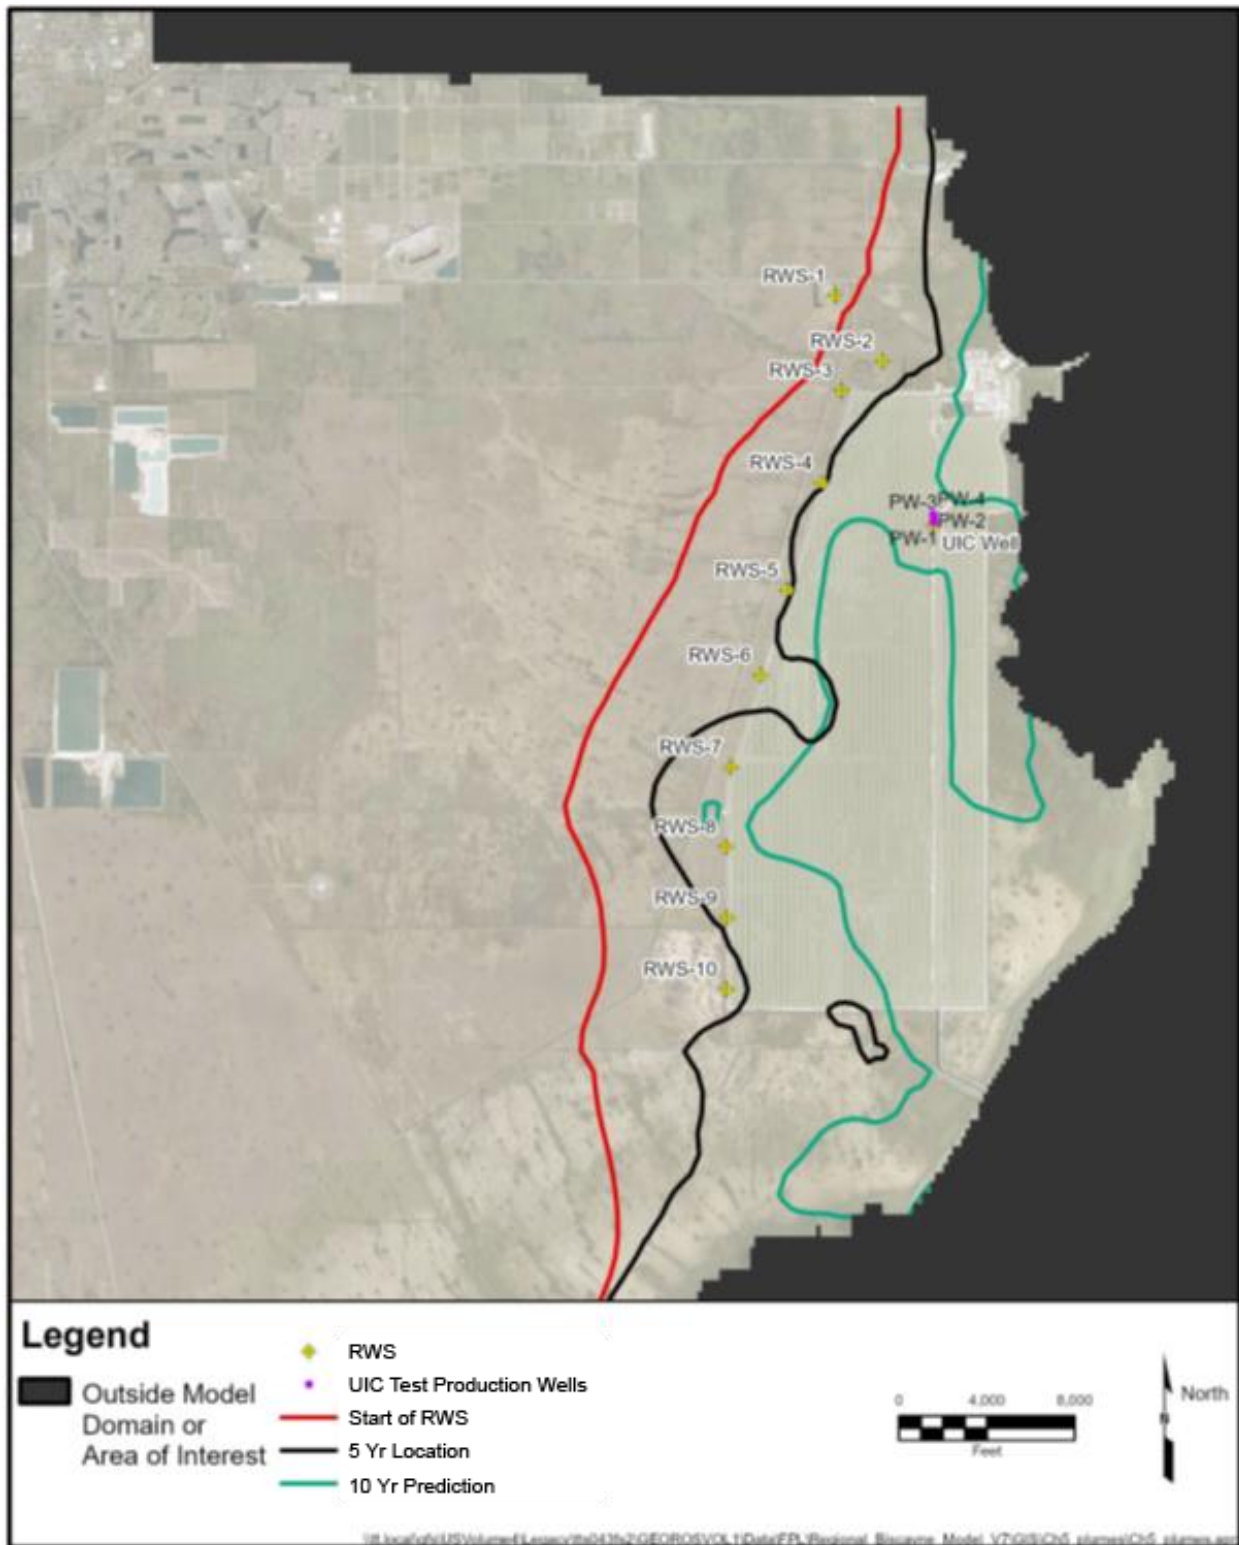 RWS-1
RWS-2
RWS-3
RWS-4
PW-3 PW-4
PW-2
PW-1 UIC Well
RWS-5
RWS-6
RWS-7
RWS-8
RWS-9
RWS-10
Legend
Outside Model
Domain or
Area of Interest
RWS
UIC Test Production Wells
Start of RWS
5 Yr Location
10 Yr Prediction
0 4,000 8,000
Feet
North
N